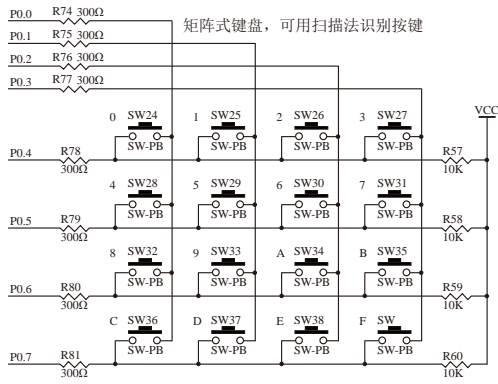 P0.0 R74 300Ω
矩阵式键盘，可用扫描法识别按键
P0.1 R75 300Ω
P0.2 R76 300Ω
P0.3 R77 300Ω
VCC
0 SW24 1 SW25 2 SW26 3 SW27
SW-PB SW-PB SW-PB SW-PB
P0.4 R78 300Ω R57 10K
4 SW28 5 SW29 6 SW30 7 SW31
SW-PB SW-PB SW-PB SW-PB
P0.5 R79 300Ω R58 10K
8 SW32 9 SW33 A SW34 B SW35
SW-PB SW-PB SW-PB SW-PB
P0.6 R80 300Ω R59 10K
C SW36 D SW37 E SW38 F SW
SW-PB SW-PB SW-PB SW-PB
P0.7 R81 300Ω R60 10K